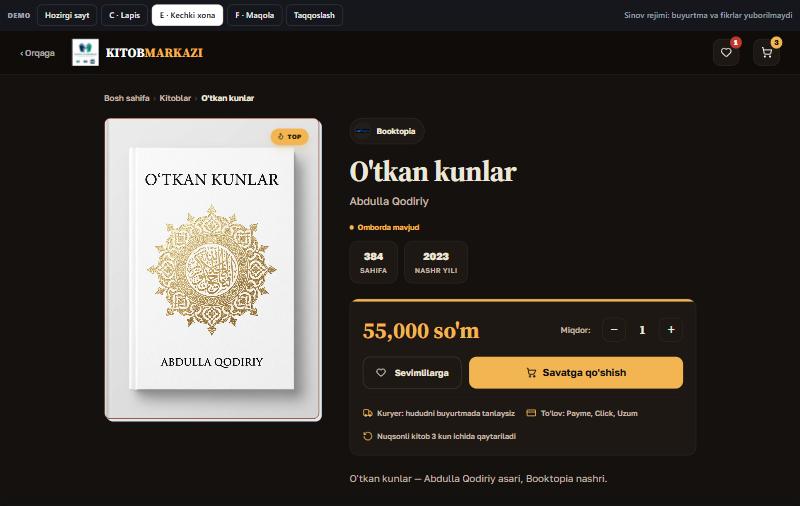 DEMO Hozirgi sayt C · Lapis E · Kechki xona F · Maqola Taqqoslash Sinov rejimi: buyurtma va fikrlar yuborilmaydi
‹ Orqaga KITOBMARKAZI 1 3
Bosh sahifa › Kitoblar › O'tkan kunlar
TOP
O‘TKAN KUNLAR
ABDULLA QODIRIY
Booktopia
O'tkan kunlar
Abdulla Qodiriy
Omborda mavjud
384 2023
SAHIFA NASHR YILI
55,000 so'm Miqdor: − 1 +
Sevimlilarga Savatga qo'shish
Kuryer: hududni buyurtmada tanlaysiz To'lov: Payme, Click, Uzum
Nuqsonli kitob 3 kun ichida qaytariladi
O'tkan kunlar — Abdulla Qodiriy asari, Booktopia nashri.